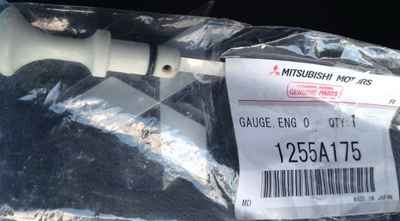 MITSUBISHI MOTORS
GENUINE PARTS
R
GAUGE, ENG O QTY:1
1255A175
MD MADE IN JAPAN